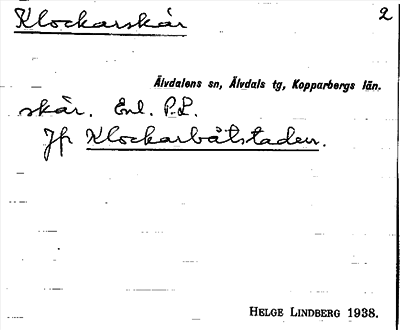 Klockarskär 2
Älvdalens sn, Älvdals tg, Kopparbergs län.
skär. Enl. P.L.
Jfr Klockarbåtstaden.
HELGE LINDBERG 1938.